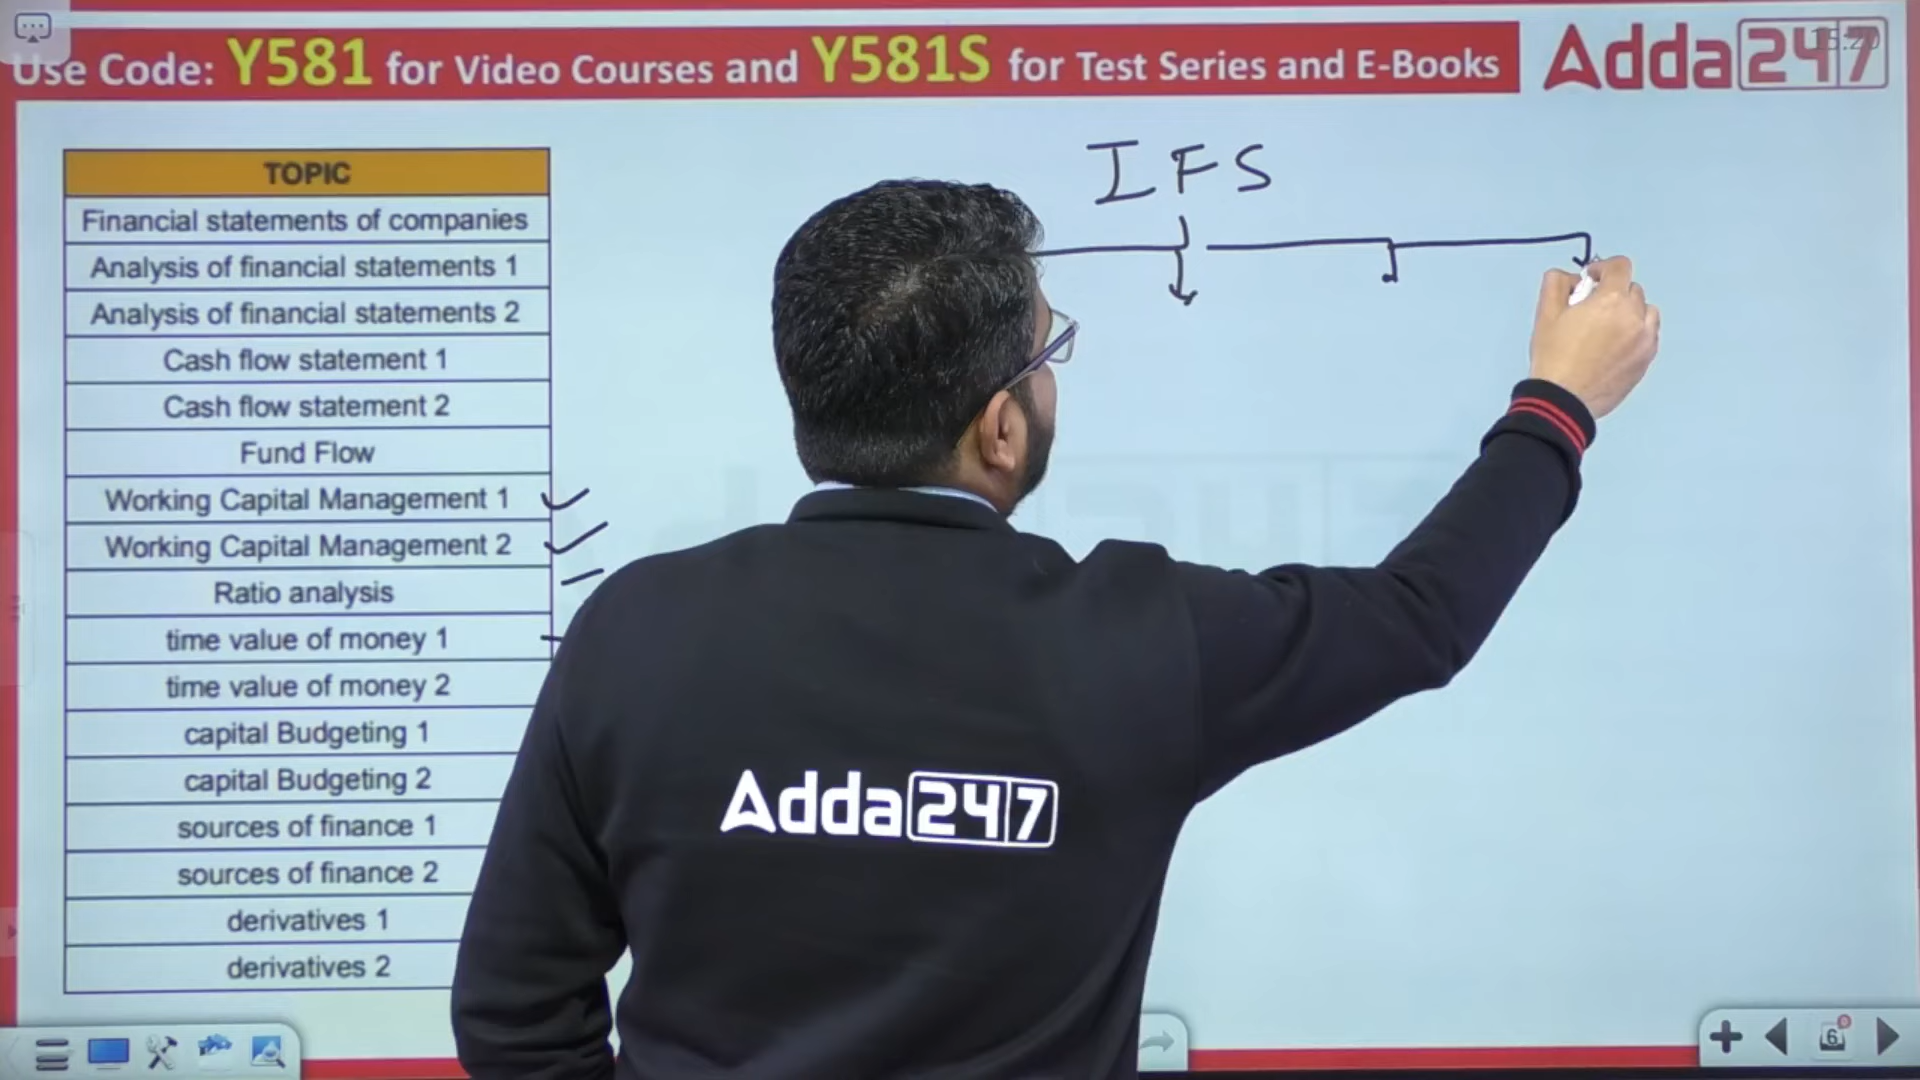 Use Code: Y581 for Video Courses and Y581S for Test Series and E-Books
Adda247
15:20
IFS
TOPIC
Financial statements of companies
Analysis of financial statements 1
Analysis of financial statements 2
Cash flow statement 1
Cash flow statement 2
Fund Flow
Working Capital Management 1
Working Capital Management 2
Ratio analysis
time value of money 1
time value of money 2
capital Budgeting 1
capital Budgeting 2
sources of finance 1
sources of finance 2
derivatives 1
derivatives 2
Adda247
6